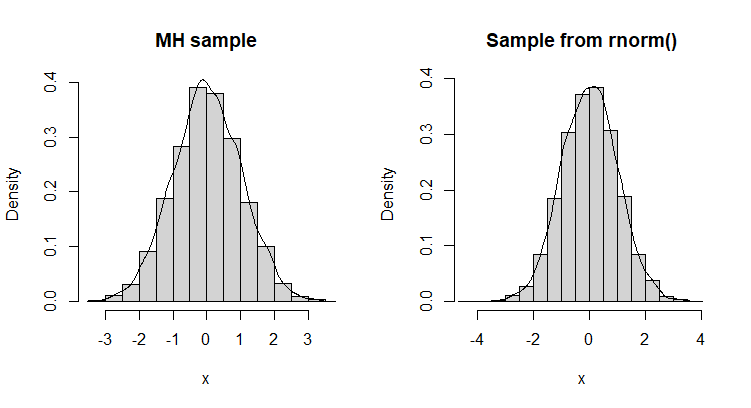 MH sample
Density
0.0 0.1 0.2 0.3 0.4
-3 -2 -1 0 1 2 3
x
Sample from rnorm()
Density
0.0 0.1 0.2 0.3 0.4
-4 -2 0 2 4
x